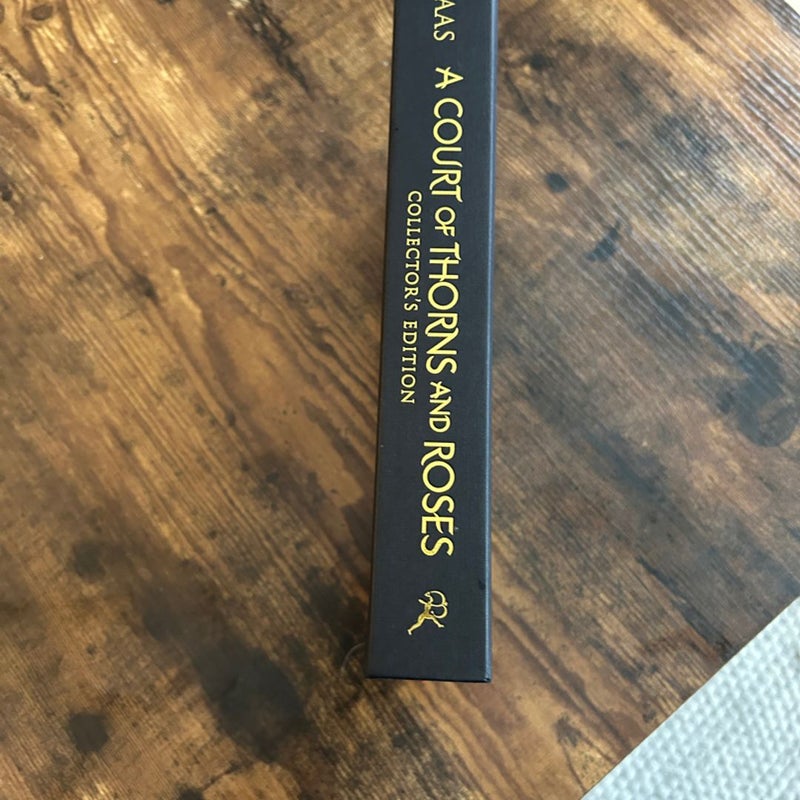 AAS A COURT OF THORNS AND ROSES
COLLECTOR'S EDITION